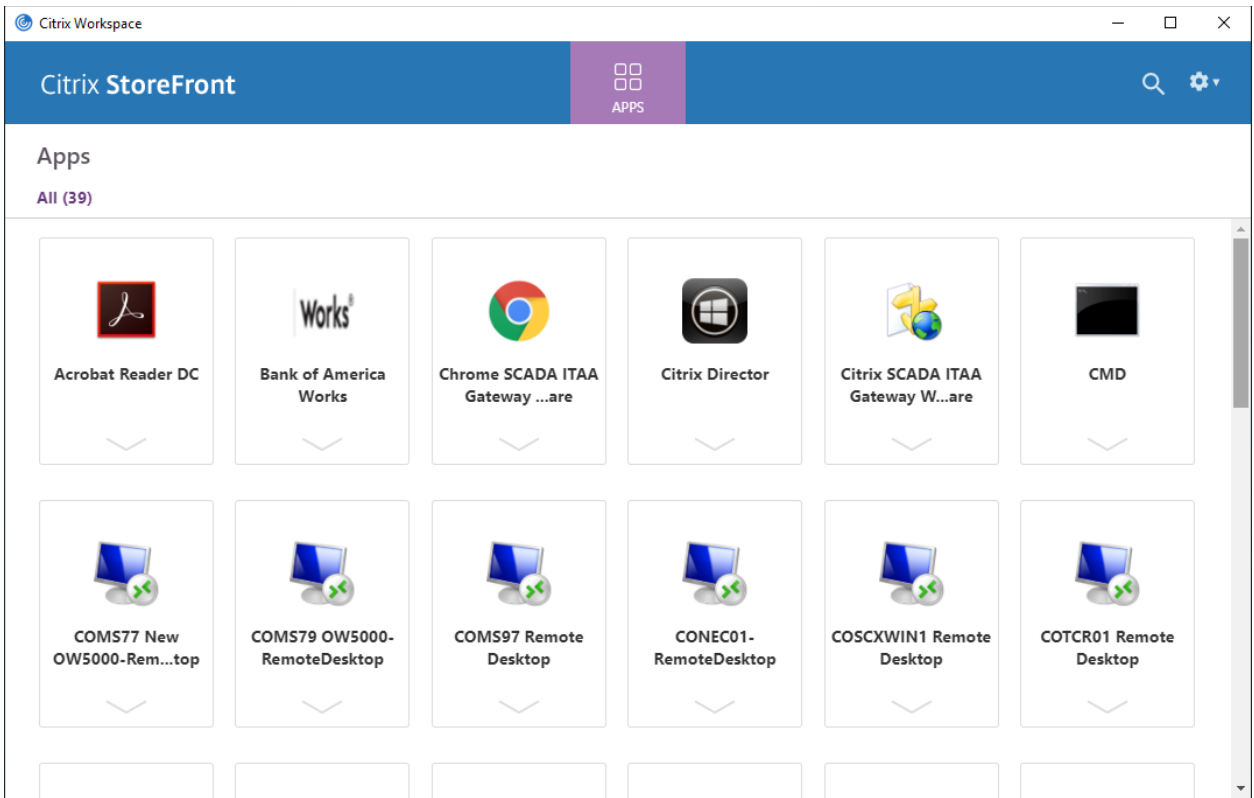 Citrix Workspace
Citrix StoreFront
APPS
Apps
All (39)
Works®
Acrobat Reader DC
Bank of America
Works
Chrome SCADA ITAA
Gateway ...are
Citrix Director
Citrix SCADA ITAA
Gateway W...are
CMD
COMS77 New
OW5000-Rem...top
COMS79 OW5000-
RemoteDesktop
COMS97 Remote
Desktop
CONEC01-
RemoteDesktop
COSCXWIN1 Remote
Desktop
COTCR01 Remote
Desktop